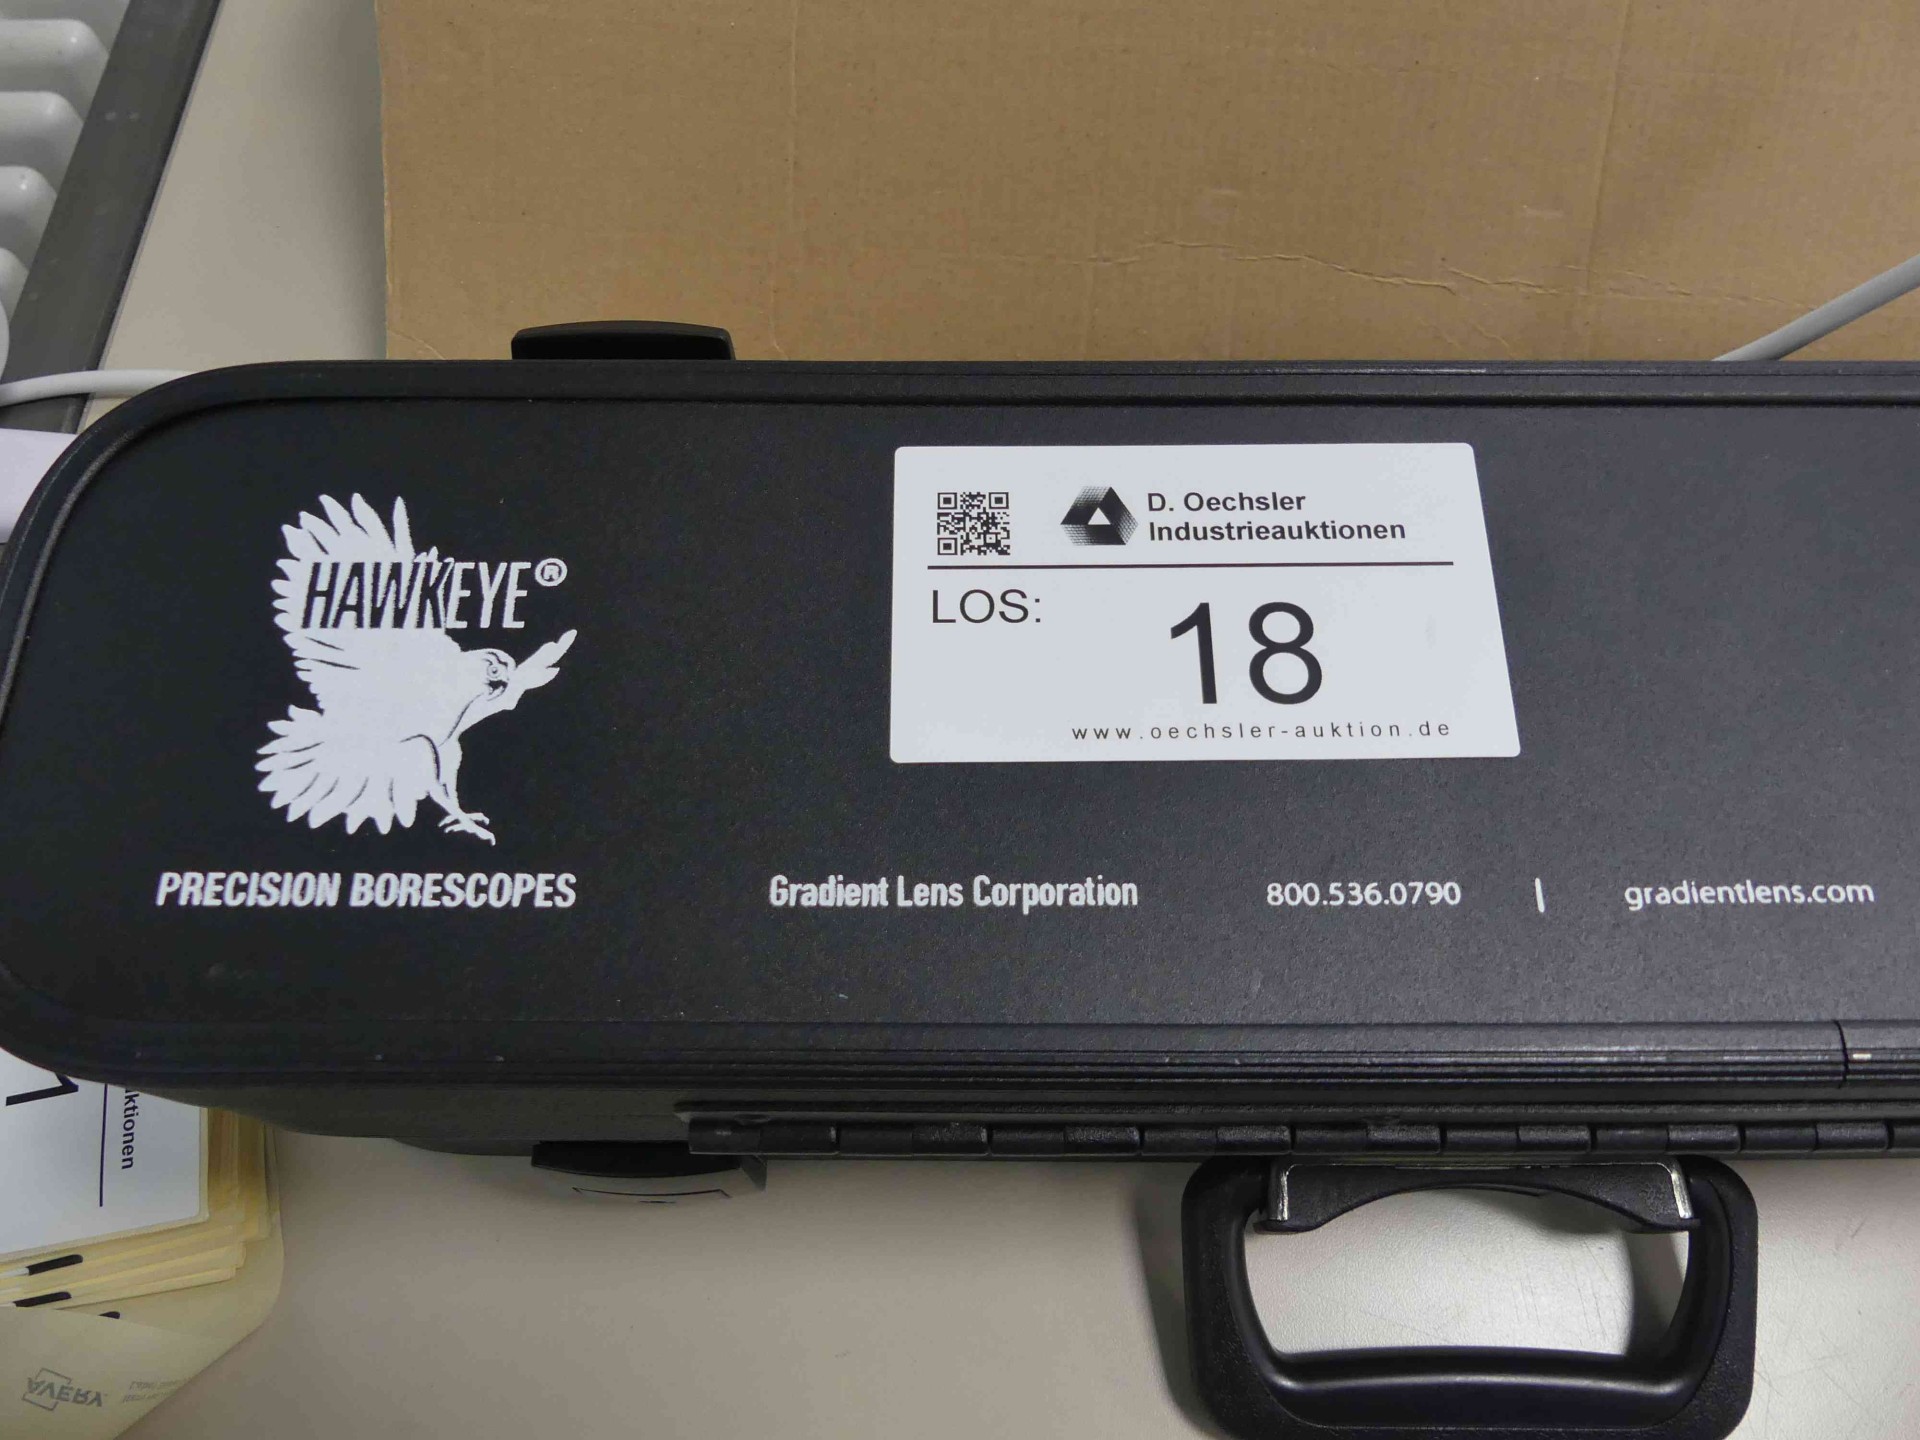 HAWKEYE®
PRECISION BORESCOPES
D. Oechsler
Industrieauktionen
LOS:
18
www.oechsler-auktion.de
Gradient Lens Corporation 800.536.0790 | gradientlens.com
ktionen
AVERY